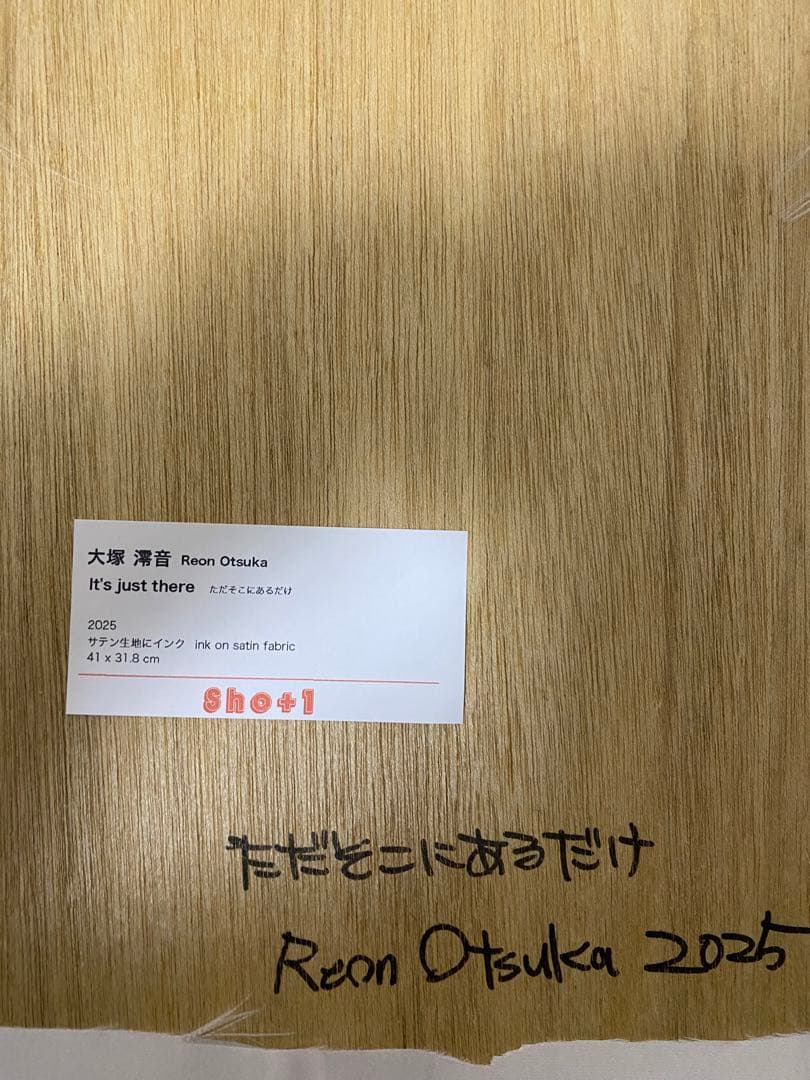 大塚 澪音 Reon Otsuka
It's just there ただそこにあるだけ
2025
サテン生地にインク ink on satin fabric
41 x 31.8 cm
Sho+1
ただそこにあるだけ
Reon Otsuka 2025